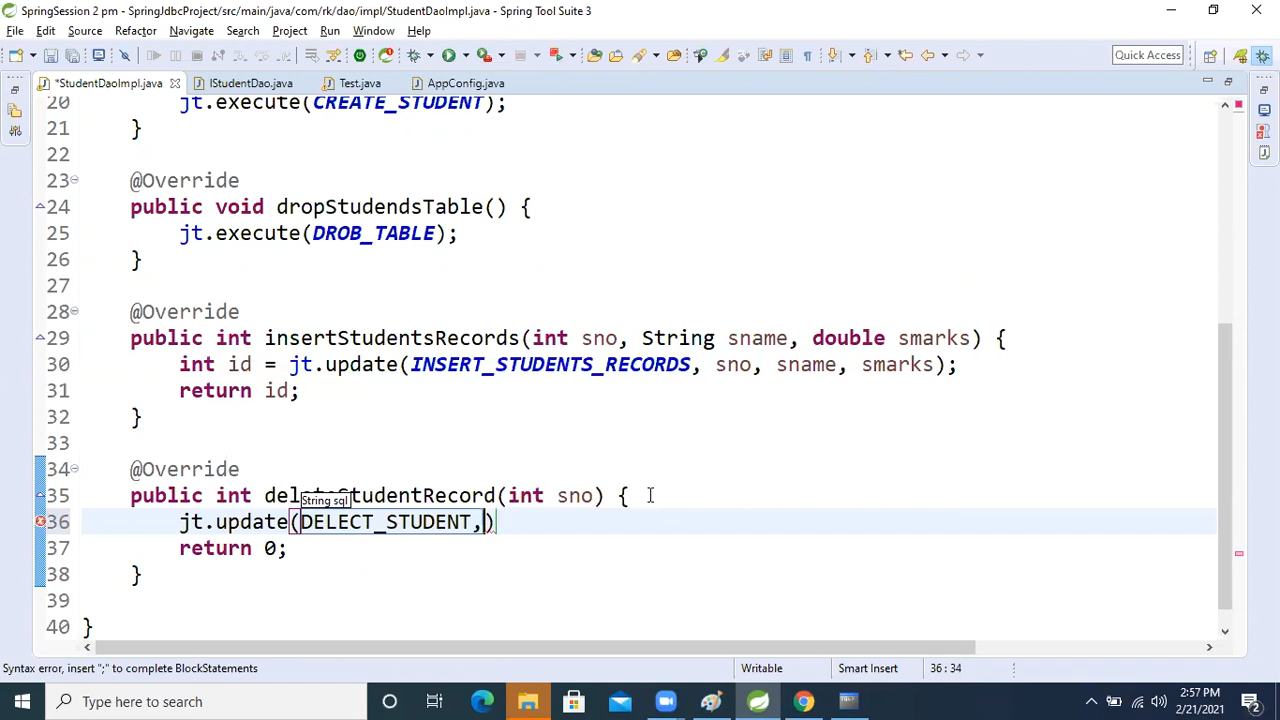 SpringSession 2 pm - SpringJdbcProject/src/main/java/com/rk/dao/impl/StudentDaoImpl.java - Spring Tool Suite 3
File Edit Source Refactor Navigate Search Project Run Window Help
Quick Access
*StudentDaoImpl.java IStudentDao.java Test.java AppConfig.java
20 jt.execute(CREATE_STUDENT);
21 }
22
23 @Override
24 public void dropStudendsTable() {
25 jt.execute(DROB_TABLE);
26 }
27
28 @Override
29 public int insertStudentsRecords(int sno, String sname, double smarks) {
30 int id = jt.update(INSERT_STUDENTS_RECORDS, sno, sname, smarks);
31 return id;
32 }
33
34 @Override
35 public int deleteStudentRecord(int sno) {
String sql
36 jt.update(DELECT_STUDENT,)
37 return 0;
38 }
39
40 }
Syntax error, insert ";" to complete BlockStatements Writable Smart Insert 36 : 34
Type here to search
2:57 PM
2/21/2021
2